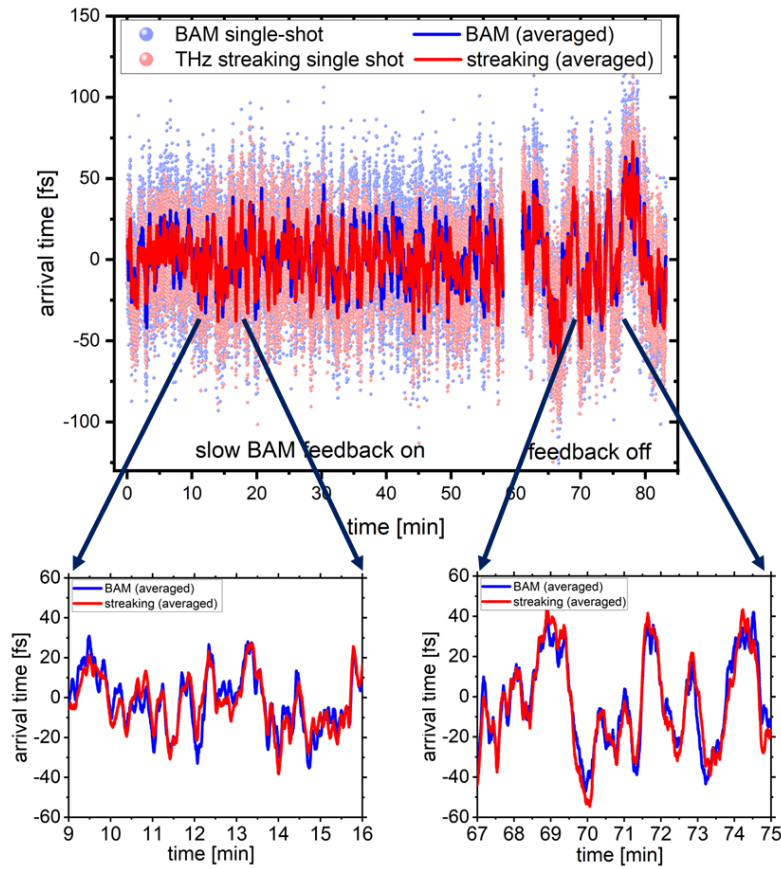 BAM single-shot BAM (averaged)
THz streaking single shot streaking (averaged)
150
100
50
0
-50
-100
arrival time [fs]
slow BAM feedback on feedback off
0 10 20 30 40 50 60 70 80
time [min]
BAM (averaged)
streaking (averaged)
60
40
20
0
-20
-40
-60
arrival time [fs]
9 10 11 12 13 14 15 16
time [min]
BAM (averaged)
streaking (averaged)
60
40
20
0
-20
-40
-60
arrival time [fs]
67 68 69 70 71 72 73 74 75
time [min]